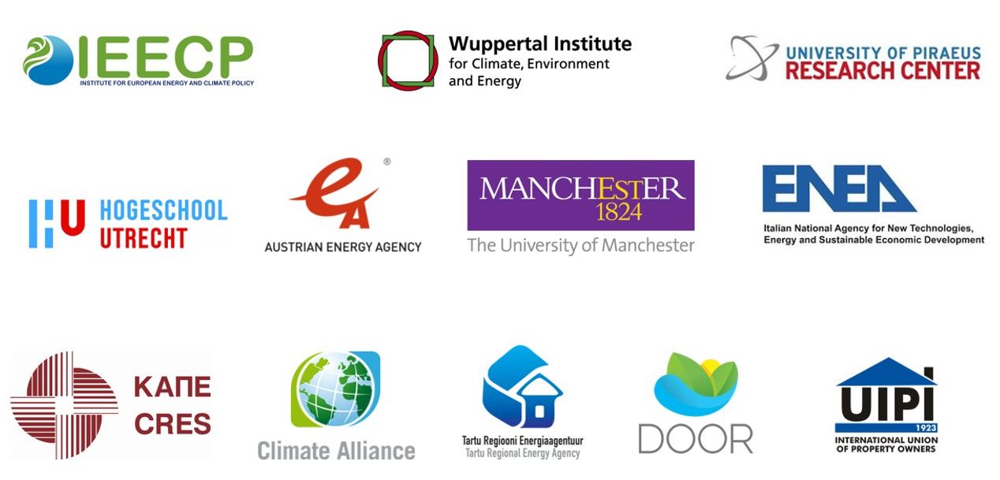 IEECP
INSTITUTE FOR EUROPEAN ENERGY AND CLIMATE POLICY
Wuppertal Institute
for Climate, Environment
and Energy
UNIVERSITY OF PIRAEUS
RESEARCH CENTER
HU HOGESCHOOL
UTRECHT
eA ®
AUSTRIAN ENERGY AGENCY
MANCHESTER
1824
The University of Manchester
ENEA
Italian National Agency for New Technologies,
Energy and Sustainable Economic Development
ΚΑΠΕ
CRES
Climate Alliance
Tartu Regiooni Energiaagentuur
Tartu Regional Energy Agency
DOOR
UIPI
1923
INTERNATIONAL UNION
OF PROPERTY OWNERS